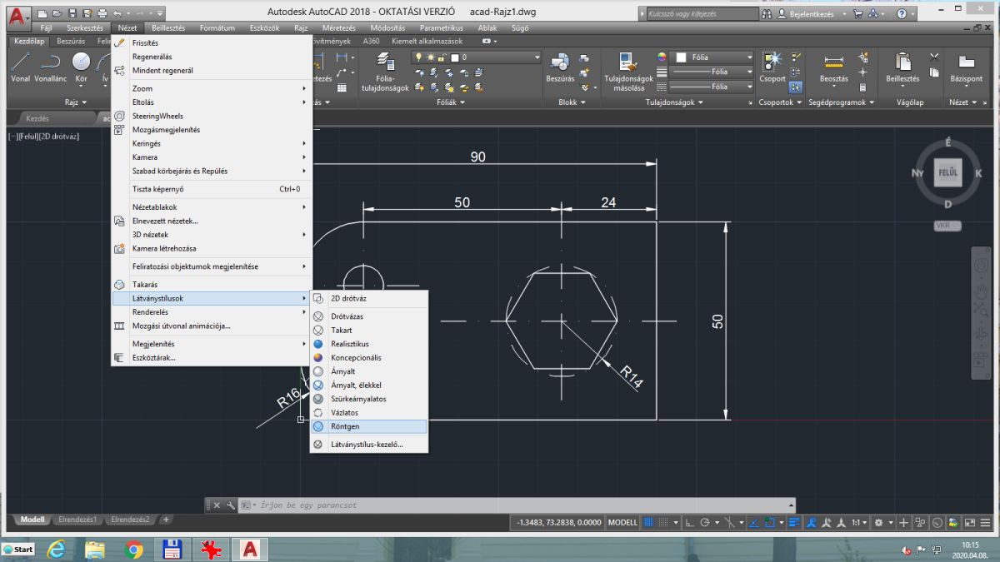 Autodesk AutoCAD 2018 - OKTATÁSI VERZIÓ acad-Rajz1.dwg
Kulcsszó vagy kifejezés
Bejelentkezés
Fájl Szerkesztés Nézet Beillesztés Formátum Eszközök Rajz Méretezés Módosítás Parametrikus Ablak Súgó
Kezdőlap Beszúrás A360 Kiemelt alkalmazások
Vonal Vonallánc Kör Ív
Rajz
Fólia-
tulajdonságok
0
Fóliák
Beszúrás
Blokk
Tulajdonságok
másolása
Fólia
Fólia
Fólia
Tulajdonságok
Csoport
Csoportok
Beosztás
Segédprogramok
Beillesztés
Vágólap
Bázispont
Nézet
Kezdés
[−][Felül][2D drótváz]
Frissítés
Regenerálás
Mindent regenerál
Zoom
Eltolás
SteeringWheels
Mozgásmegjelenítés
Keringés
Kamera
Szabad körbejárás és Repülés
Tiszta képernyő Ctrl+0
Nézetablakok
Elnevezett nézetek...
3D nézetek
Kamera létrehozása
Feliratozási objektumok megjelenítése
Takarás
Látványstílusok
Renderelés
Mozgási útvonal animációja...
Megjelenítés
Eszköztárak...
2D drótváz
Drótvázas
Takart
Realisztikus
Koncepcionális
Árnyalt
Árnyalt, élekkel
Szürkeárnyalatos
Vázlatos
Röntgen
Látványstílus-kezelő...
90
50
24
50
R14
R16
É
NY FELÜL K
D
VKR
Írjon be egy parancsot
Modell Elrendezés1 Elrendezés2 +
-1.3483, 73.2838, 0.0000 MODELL
1:1
Start
10:15
2020.04.08.